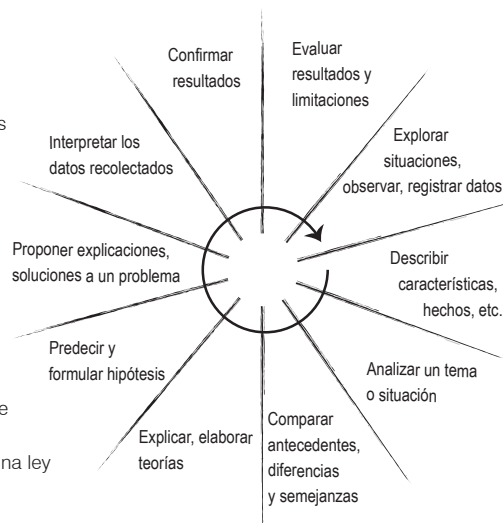 Confirmar
resultados
Evaluar
resultados y
limitaciones
Explorar
situaciones,
observar, registrar datos
Describir
características,
hechos, etc.
Analizar un tema
o situación
Comparar
antecedentes,
diferencias
y semejanzas
Explicar, elaborar
teorías
Predecir y
formular hipótesis
Proponer explicaciones,
soluciones a un problema
Interpretar los
datos recolectados
s
e
na ley